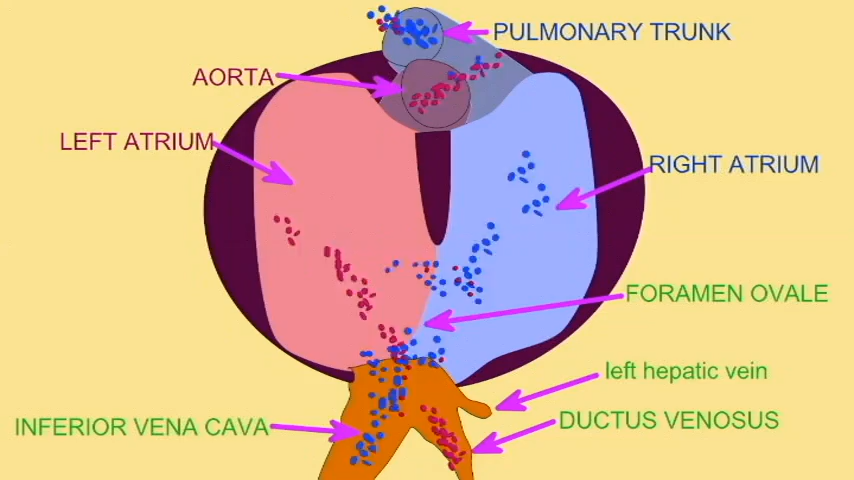 PULMONARY TRUNK
AORTA
LEFT ATRIUM
RIGHT ATRIUM
FORAMEN OVALE
left hepatic vein
INFERIOR VENA CAVA
DUCTUS VENOSUS